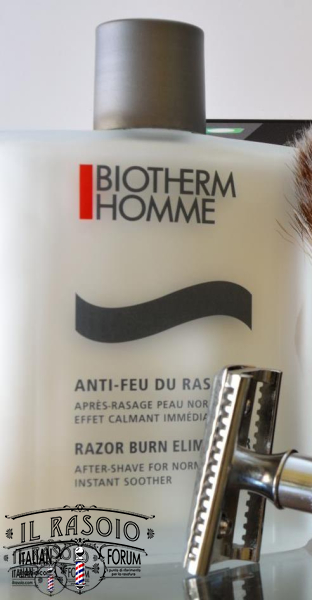 BIOTHERM
HOMME
ANTI-FEU DU RAS
APRÈS-RASAGE PEAU NOR
EFFET CALMANT IMMÉDIA
RAZOR BURN ELIM
AFTER-SHAVE FOR NORM
INSTANT SOOTHER
IL RASOIO
ITALIAN FORUM